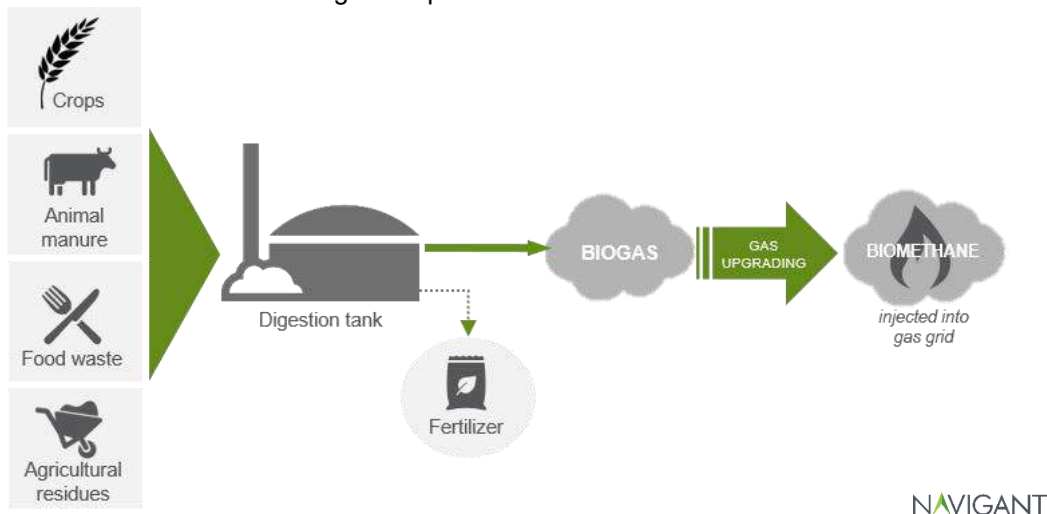 Crops
Animal
manure
Food waste
Agricultural
residues
Digestion tank
Fertilizer
BIOGAS
GAS
UPGRADING
BIOMETHANE
injected into
gas grid
NAVIGANT